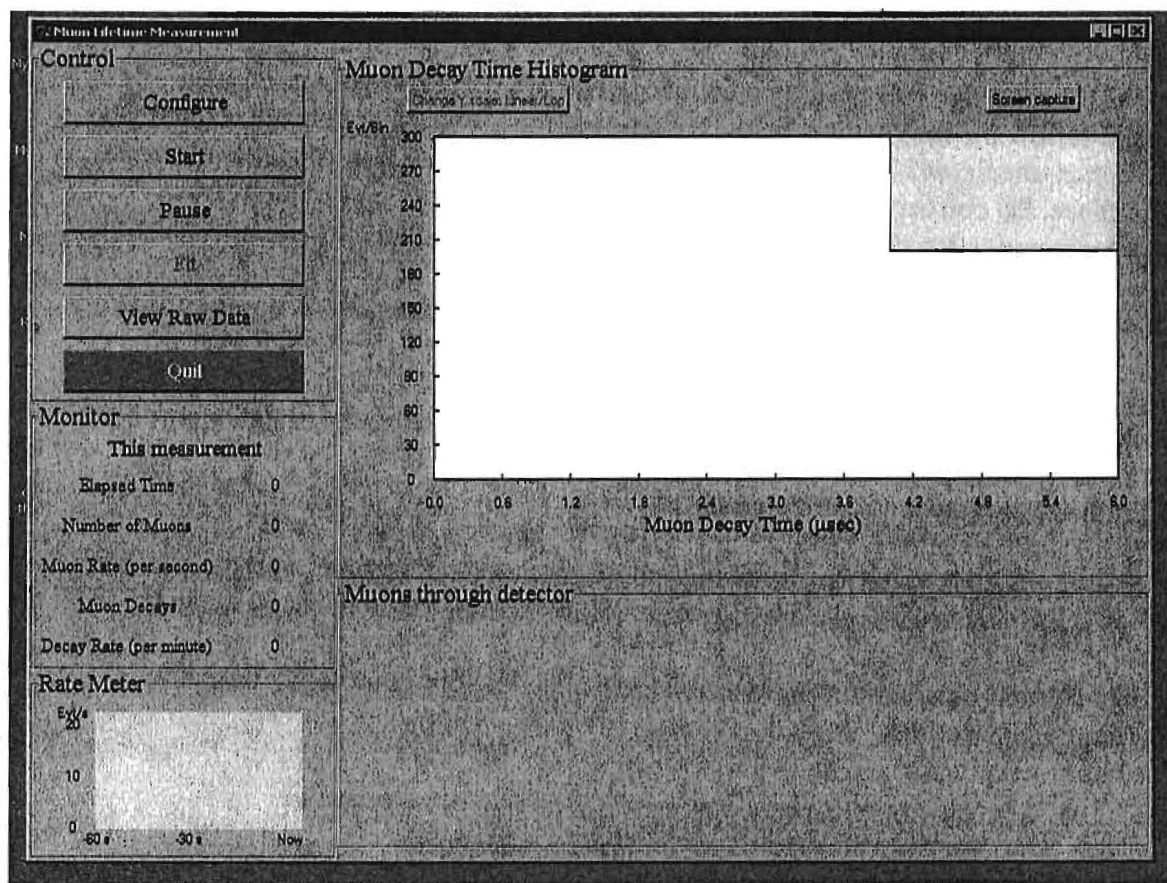 Muon Lifetime Measurement
Control
Configure
Start
Pause
Fit
View Raw Data
Quit
Monitor
This measurement
Elapsed Time 0
Number of Muons 0
Muon Rate (per second) 0
Muon Decays 0
Decay Rate (per minute) 0
Rate Meter
Evt/s
20
10
0
-60 s -30 s Now
Muon Decay Time Histogram
Change Y scale: Linear/Log Screen capture
Evt/Bin
300
270
240
210
180
150
120
90
60
30
0
0.0 0.6 1.2 1.8 2.4 3.0 3.6 4.2 4.8 5.4 6.0
Muon Decay Time (μsec)
Muons through detector